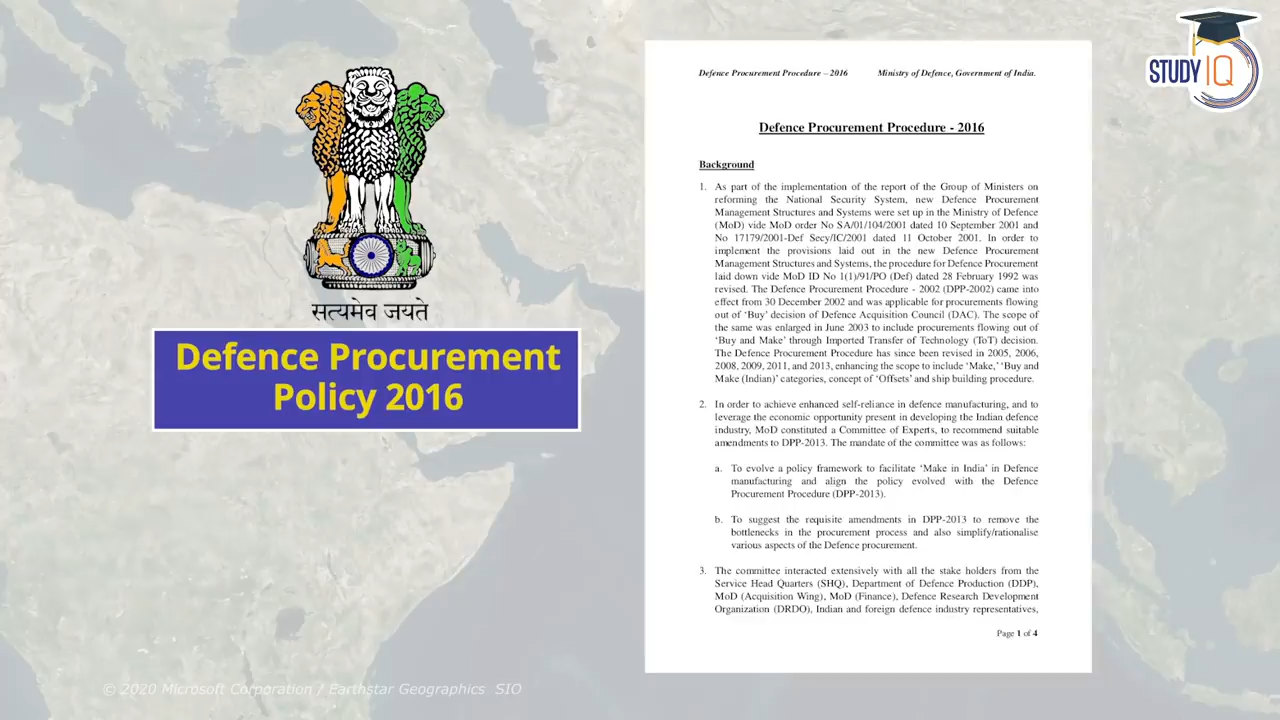 सत्यमेव जयते
Defence Procurement
Policy 2016
Defence Procurement Procedure – 2016 Ministry of Defence, Government of India.
Defence Procurement Procedure - 2016
Background
1. As part of the implementation of the report of the Group of Ministers on
reforming the National Security System, new Defence Procurement
Management Structures and Systems were set up in the Ministry of Defence
(MoD) vide MoD order No SA/01/104/2001 dated 10 September 2001 and
No 17179/2001-Def Secy/IC/2001 dated 11 October 2001. In order to
implement the provisions laid out in the new Defence Procurement
Management Structures and Systems, the procedure for Defence Procurement
laid down vide MoD ID No 1(1)/91/PO (Def) dated 28 February 1992 was
revised. The Defence Procurement Procedure - 2002 (DPP-2002) came into
effect from 30 December 2002 and was applicable for procurements flowing
out of ‘Buy’ decision of Defence Acquisition Council (DAC). The scope of
the same was enlarged in June 2003 to include procurements flowing out of
‘Buy and Make’ through Imported Transfer of Technology (ToT) decision.
The Defence Procurement Procedure has since been revised in 2005, 2006,
2008, 2009, 2011, and 2013, enhancing the scope to include ‘Make,’ ‘Buy and
Make (Indian)’ categories, concept of ‘Offsets’ and ship building procedure.
2. In order to achieve enhanced self-reliance in defence manufacturing, and to
leverage the economic opportunity present in developing the Indian defence
industry, MoD constituted a Committee of Experts, to recommend suitable
amendments to DPP-2013. The mandate of the committee was as follows:
a. To evolve a policy framework to facilitate ‘Make in India’ in Defence
manufacturing and align the policy evolved with the Defence
Procurement Procedure (DPP-2013).
b. To suggest the requisite amendments in DPP-2013 to remove the
bottlenecks in the procurement process and also simplify/rationalise
various aspects of the Defence procurement.
3. The committee interacted extensively with all the stake holders from the
Service Head Quarters (SHQ), Department of Defence Production (DDP),
MoD (Acquisition Wing), MoD (Finance), Defence Research Development
Organization (DRDO), Indian and foreign defence industry representatives,
Page 1 of 4
STUDY IQ
© 2020 Microsoft Corporation / Earthstar Geographics SIO